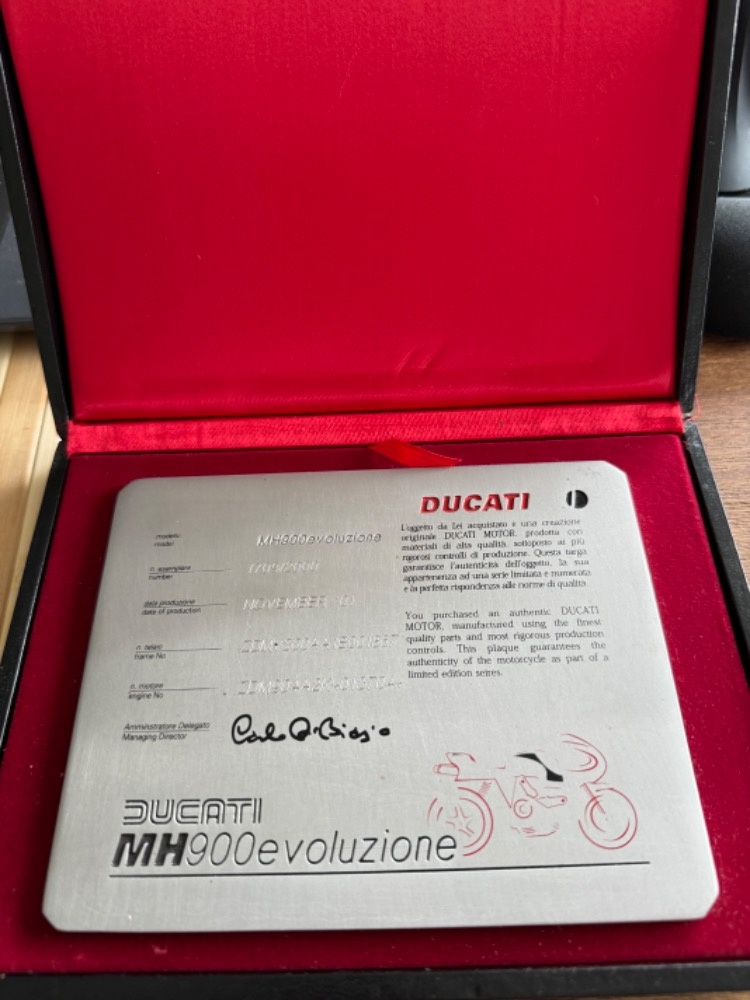 DUCATI
modello
model
MH900evoluzione
n. esemplare
number
data produzione
date of production
NOVEMBER
n. telaio
frame No
n. motore
engine No
Amministratore Delegato
Managing Director
Carlo Di Biagio
L'oggetto da Lei acquistato è una creazione
originale DUCATI MOTOR, prodotta con
materiali di alta qualità, sottoposto ai più
rigorosi controlli di produzione. Questa targa
garantisce l'autenticità dell'oggetto, la sua
appartenenza ad una serie limitata e numerata
e la perfetta rispondenza alle norme di qualità.
You purchased an authentic DUCATI
MOTOR, manufactured using the finest
quality parts and most rigorous production
controls. This plaque guarantees the
authenticity of the motorcycle as part of a
limited edition seires.
DUCATI
MH900evoluzione